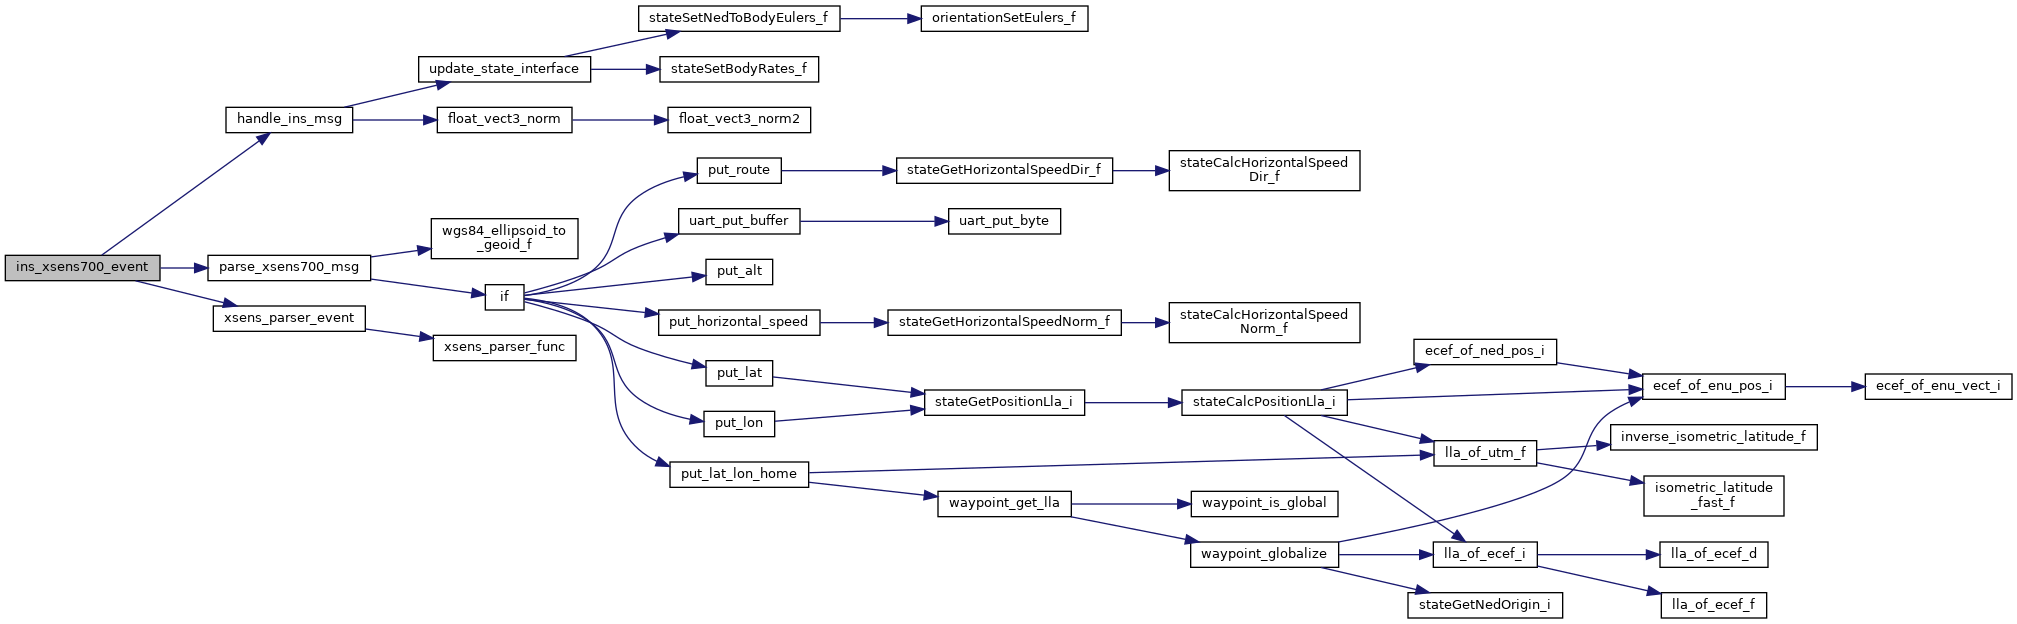 stateSetNedToBodyEulers_f
orientationSetEulers_f
update_state_interface
stateSetBodyRates_f
handle_ins_msg
float_vect3_norm
float_vect3_norm2
put_route
stateGetHorizontalSpeedDir_f
stateCalcHorizontalSpeed
Dir_f
uart_put_buffer
uart_put_byte
wgs84_ellipsoid_to
_geoid_f
ins_xsens700_event
parse_xsens700_msg
put_alt
if
xsens_parser_event
put_horizontal_speed
stateGetHorizontalSpeedNorm_f
stateCalcHorizontalSpeed
Norm_f
xsens_parser_func
ecef_of_ned_pos_i
put_lat
ecef_of_enu_pos_i
ecef_of_enu_vect_i
stateGetPositionLla_i
stateCalcPositionLla_i
put_lon
inverse_isometric_latitude_f
lla_of_utm_f
put_lat_lon_home
isometric_latitude
_fast_f
waypoint_get_lla
waypoint_is_global
waypoint_globalize
lla_of_ecef_i
lla_of_ecef_d
stateGetNedOrigin_i
lla_of_ecef_f